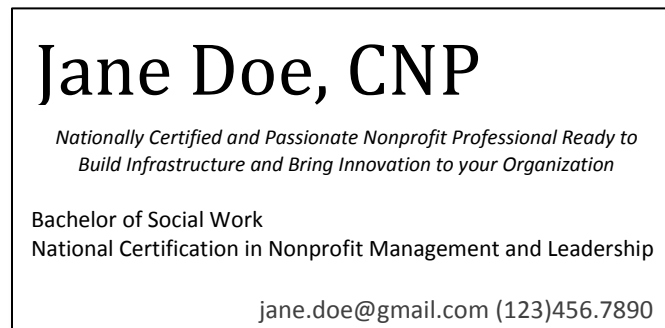 Jane Doe, CNP
Nationally Certified and Passionate Nonprofit Professional Ready to
Build Infrastructure and Bring Innovation to your Organization
Bachelor of Social Work
National Certification in Nonprofit Management and Leadership
jane.doe@gmail.com (123)456.7890